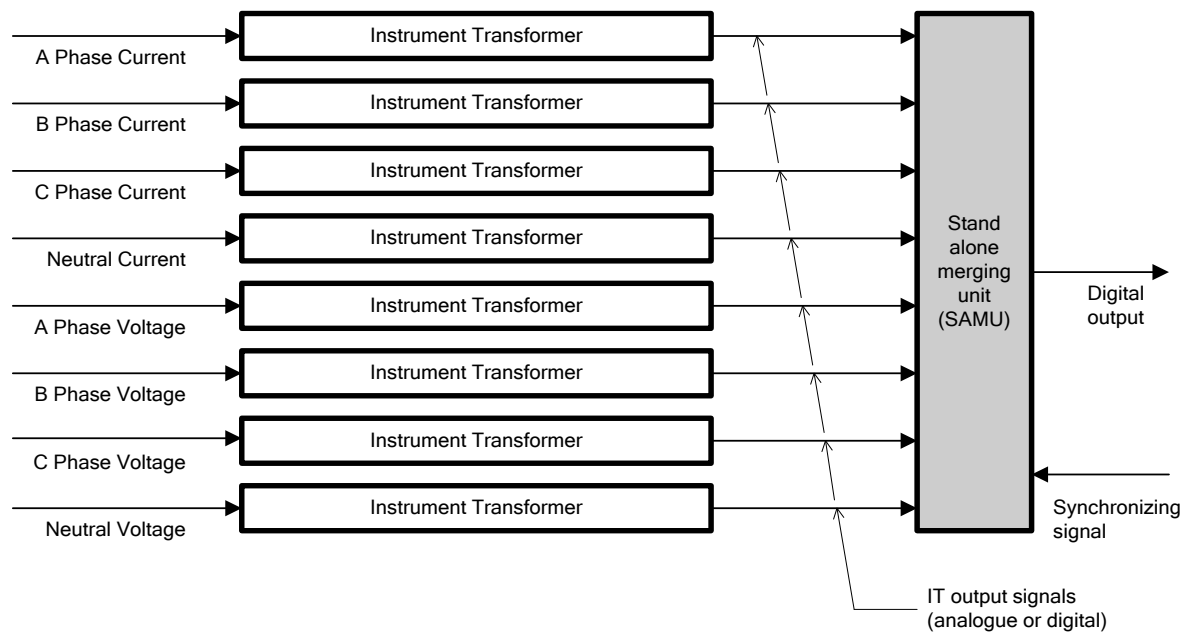 Instrument Transformer
A Phase Current
Instrument Transformer
B Phase Current
Instrument Transformer
C Phase Current
Instrument Transformer
Neutral Current
Instrument Transformer
A Phase Voltage
Instrument Transformer
B Phase Voltage
Instrument Transformer
C Phase Voltage
Instrument Transformer
Neutral Voltage
Stand
alone
merging
unit
(SAMU)
Digital
output
Synchronizing
signal
IT output signals
(analogue or digital)